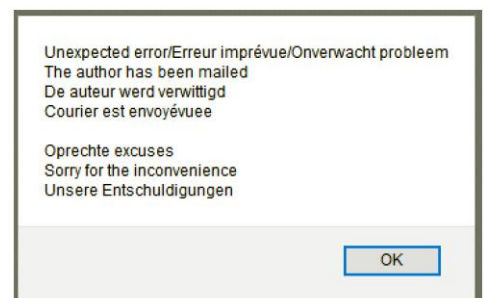 Unexpected error/Erreur imprévue/Onverwacht probleem
The author has been mailed
De auteur werd verwittigd
Courier est envoyévuee
Oprechte excuses
Sorry for the inconvenience
Unsere Entschuldigungen
OK